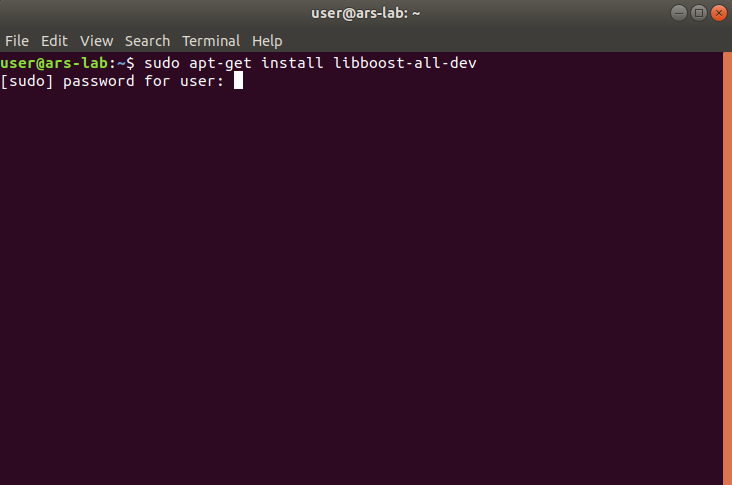 user@ars-lab: ~
File Edit View Search Terminal Help
user@ars-lab:~$ sudo apt-get install libboost-all-dev
[sudo] password for user: